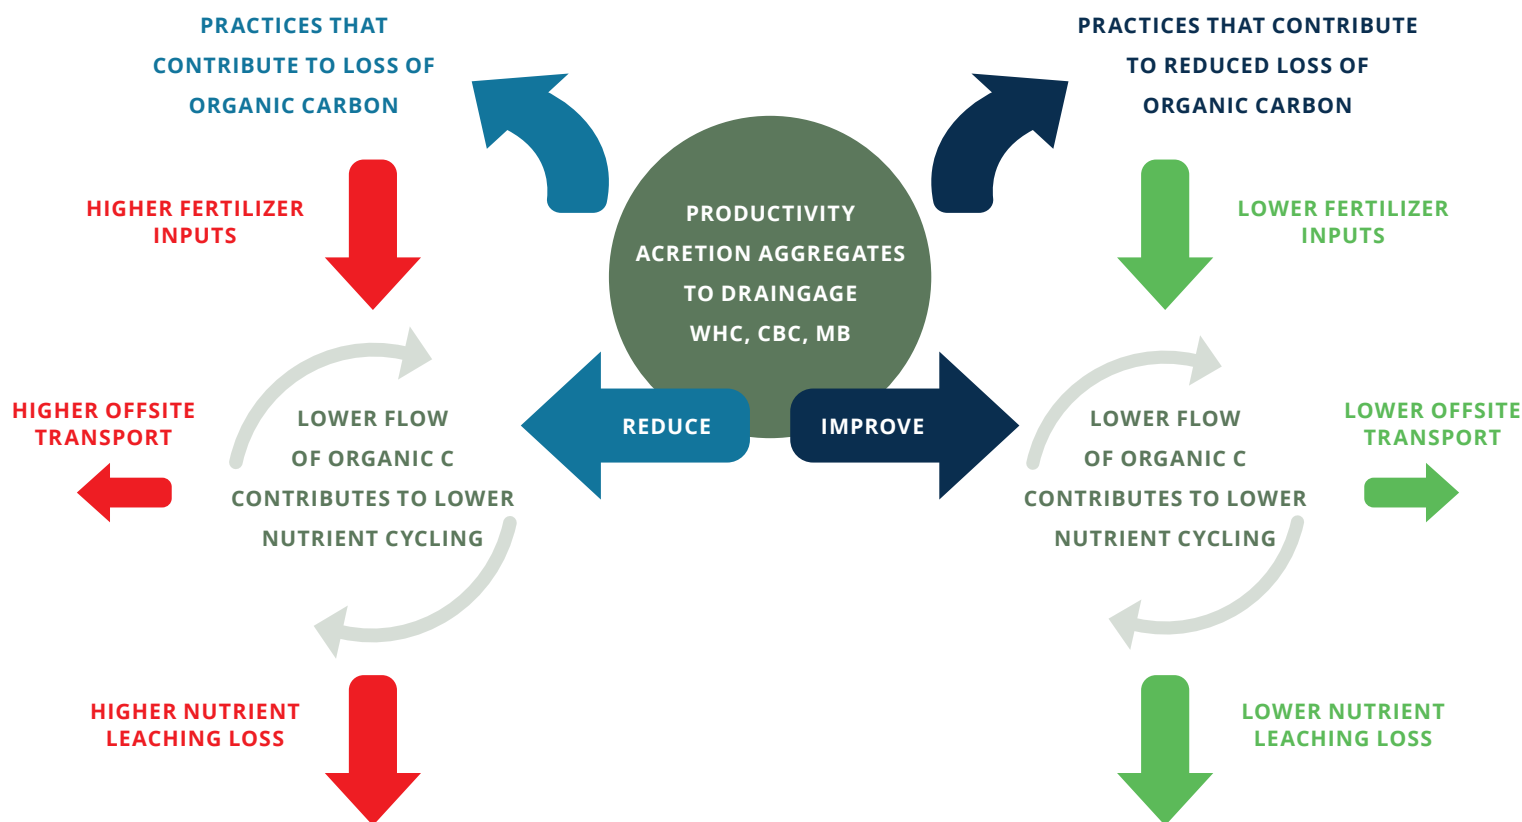 PRACTICES THAT
CONTRIBUTE TO LOSS OF
ORGANIC CARBON
HIGHER FERTILIZER
INPUTS
HIGHER OFFSITE
TRANSPORT
LOWER FLOW
OF ORGANIC C
CONTRIBUTES TO LOWER
NUTRIENT CYCLING
HIGHER NUTRIENT
LEACHING LOSS
PRODUCTIVITY
ACRETION AGGREGATES
TO DRAINGAGE
WHC, CBC, MB
REDUCE
IMPROVE
PRACTICES THAT CONTRIBUTE
TO REDUCED LOSS OF
ORGANIC CARBON
LOWER FERTILIZER
INPUTS
LOWER FLOW
OF ORGANIC C
CONTRIBUTES TO LOWER
NUTRIENT CYCLING
LOWER OFFSITE
TRANSPORT
LOWER NUTRIENT
LEACHING LOSS